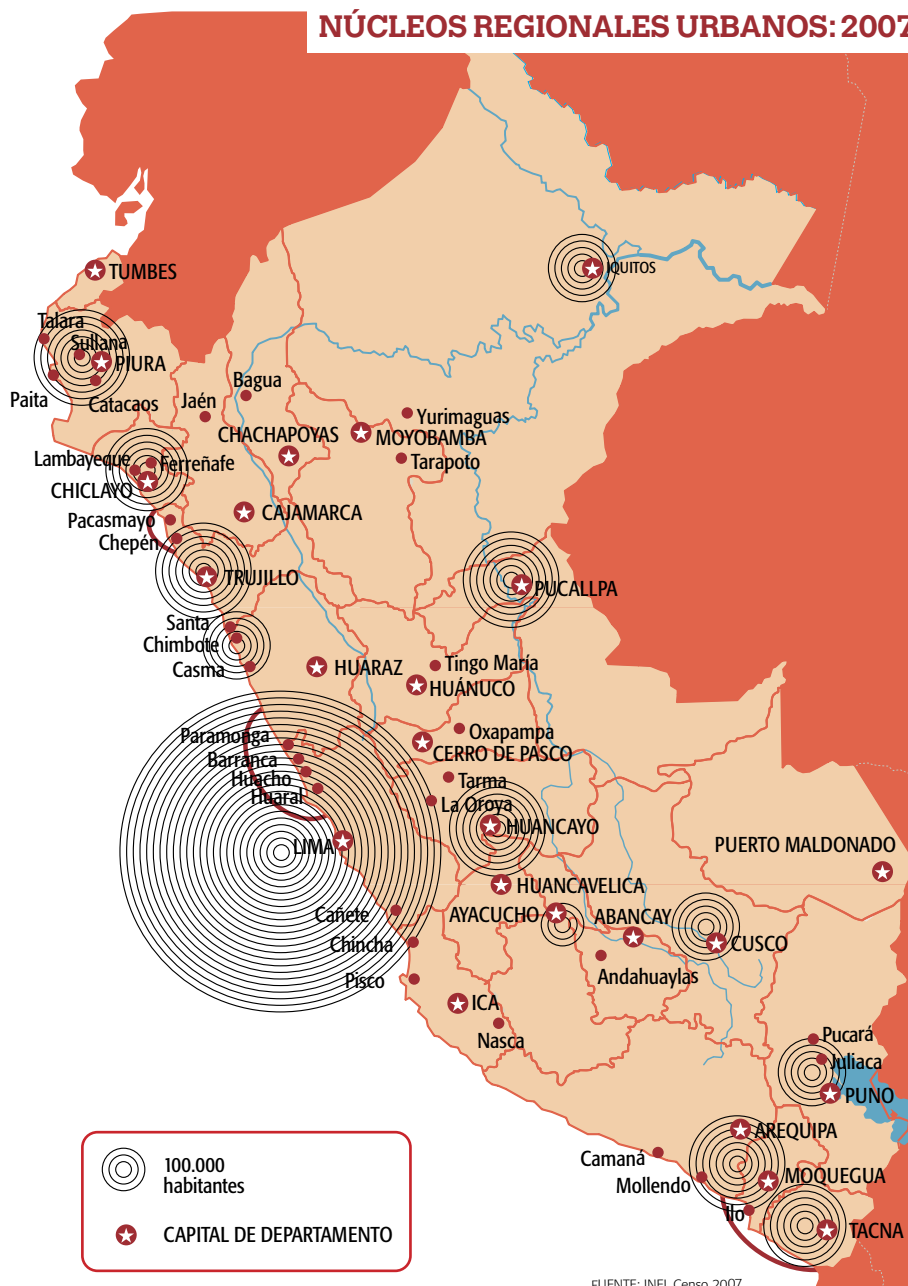 NÚCLEOS REGIONALES URBANOS: 2007
IQUITOS
TUMBES
Talara
Sullana
PIURA
Paita
Catacaos
Jaén
Bagua
Yurimaguas
CHACHAPOYAS
MOYOBAMBA
Tarapoto
Lambayeque
Ferreñafe
CHICLAYO
CAJAMARCA
Pacasmayo
Chepén
TRUJILLO
PUCALLPA
Santa
Chimbote
Casma
HUARAZ
Tingo María
HUÁNUCO
Oxapampa
CERRO DE PASCO
Paramonga
Barranca
Huacho
Huaral
Tarma
La Oroya
LIMA
HUANCAYO
PUERTO MALDONADO
HUANCAVELICA
AYACUCHO
ABANCAY
CUSCO
Cañete
Chincha
Andahuaylas
Pisco
ICA
Nasca
Pucará
Juliaca
PUNO
AREQUIPA
Camaná
Mollendo
MOQUEGUA
Ilo
TACNA
100.000
habitantes
CAPITAL DE DEPARTAMENTO
FUENTE: INEI. Censo 2007